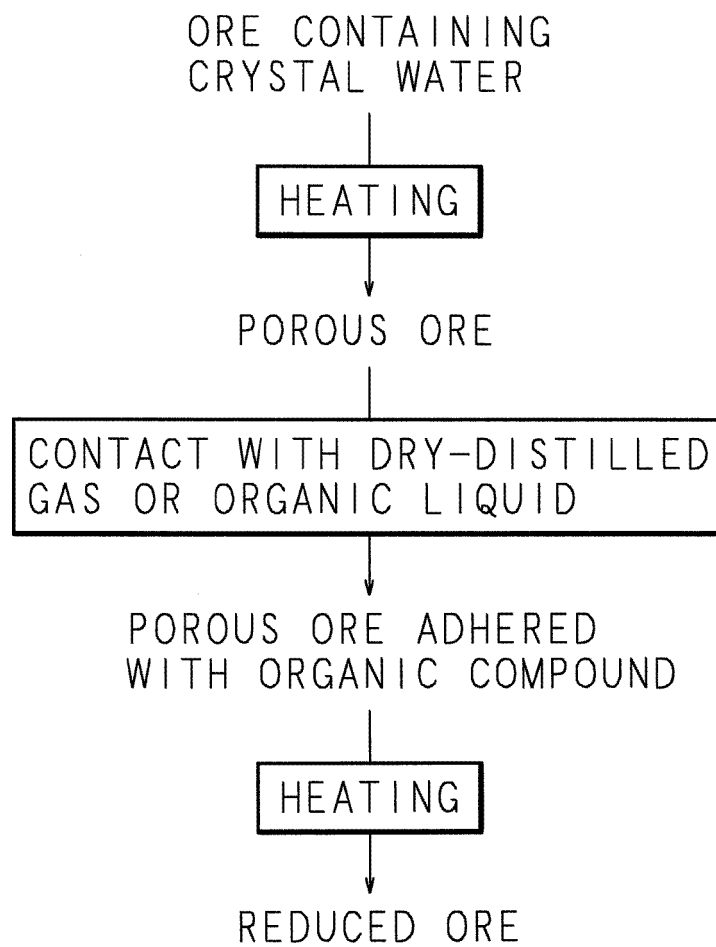 ORE CONTAINING
CRYSTAL WATER
HEATING
POROUS ORE
CONTACT WITH DRY-DISTILLED
GAS OR ORGANIC LIQUID
POROUS ORE ADHERED
WITH ORGANIC COMPOUND
HEATING
REDUCED ORE